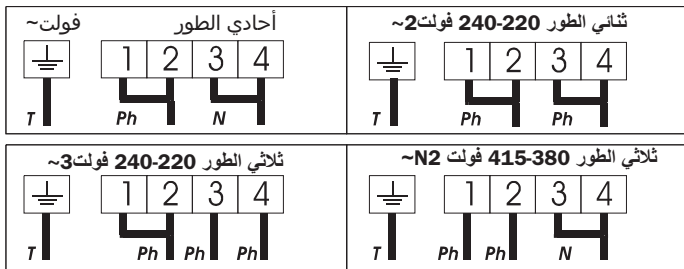 أحادي الطور فولت~
1 2 3 4
T Ph N
ثنائي الطور 220-240 فولت2~
1 2 3 4
T Ph Ph
ثلاثي الطور 220-240 فولت3~
1 2 3 4
T Ph Ph Ph
ثلاثي الطور 380-415 فولت N2~
1 2 3 4
T Ph Ph N